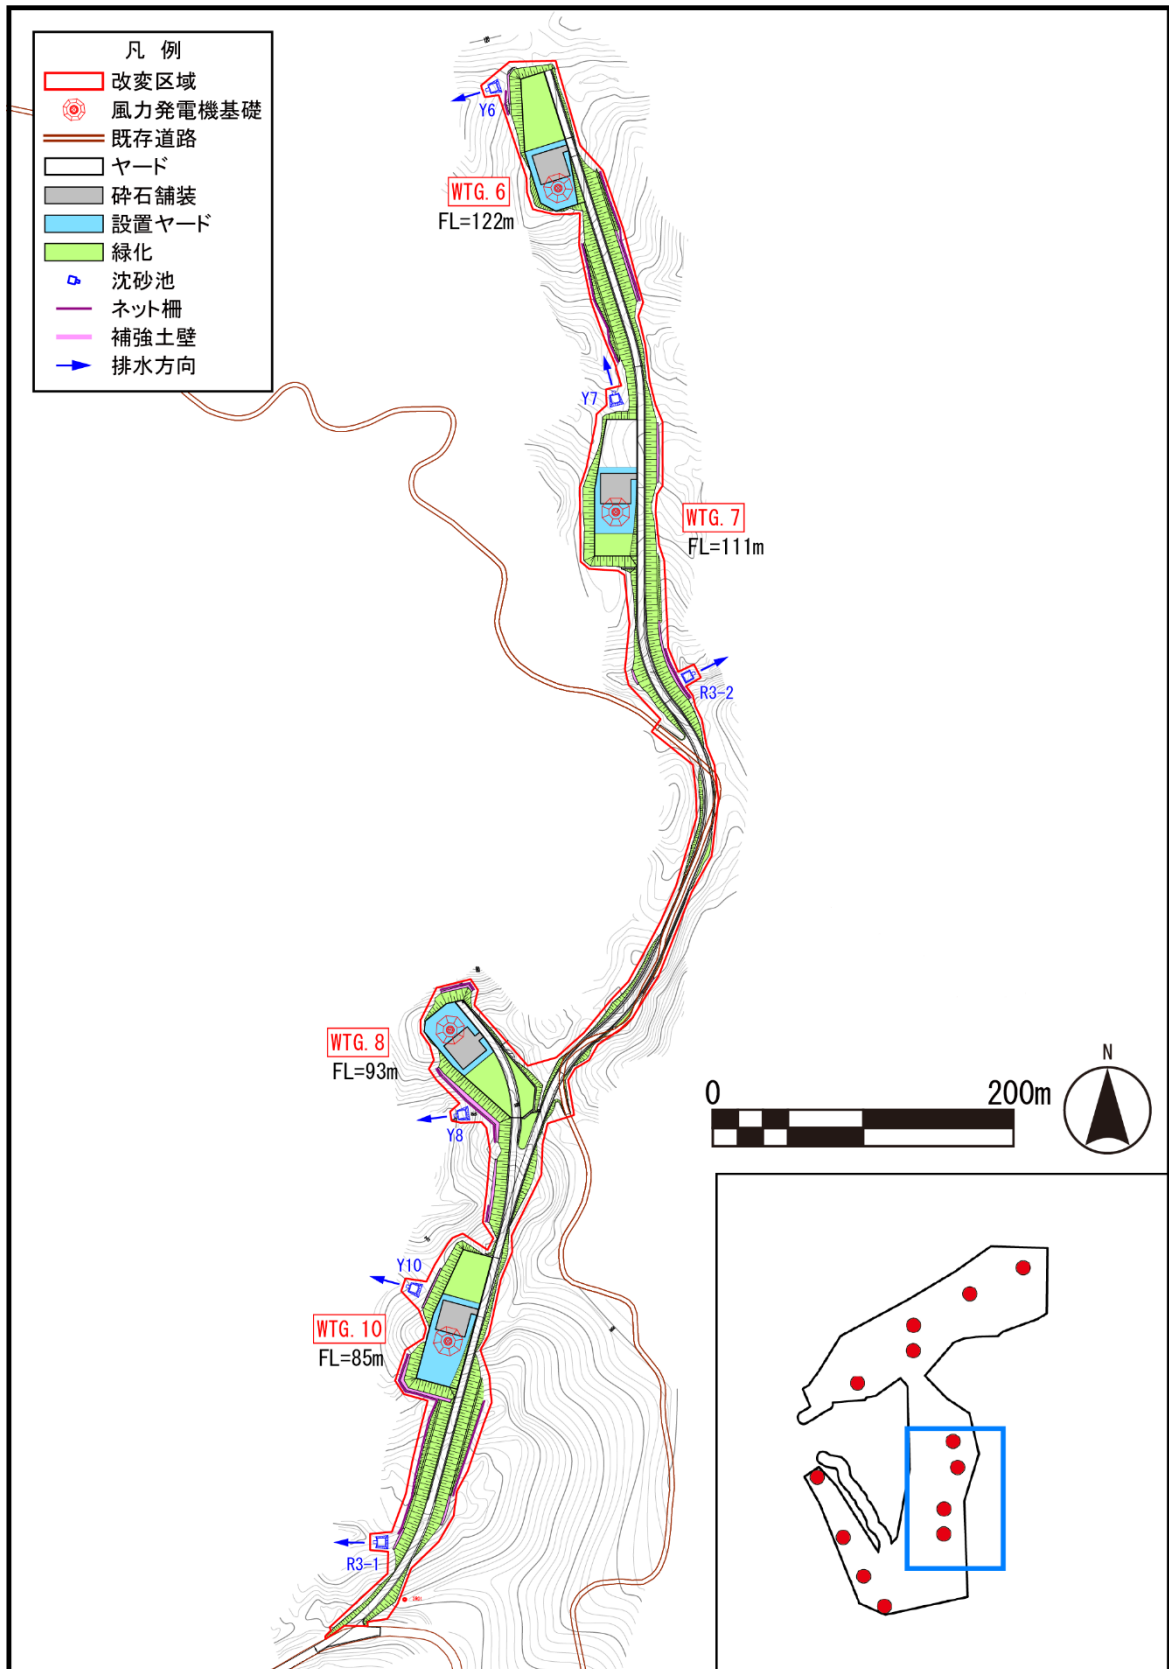 凡 例
改変区域
風力発電機基礎
既存道路
ヤード
砕石舗装
設置ヤード
緑化
沈砂池
ネット柵
補強土壁
排水方向
Y6
WTG. 6
FL=122m
Y7
WTG. 7
FL=111m
R3-2
WTG. 8
FL=93m
Y8
0 200m
N
Y10
WTG. 10
FL=85m
R3-1